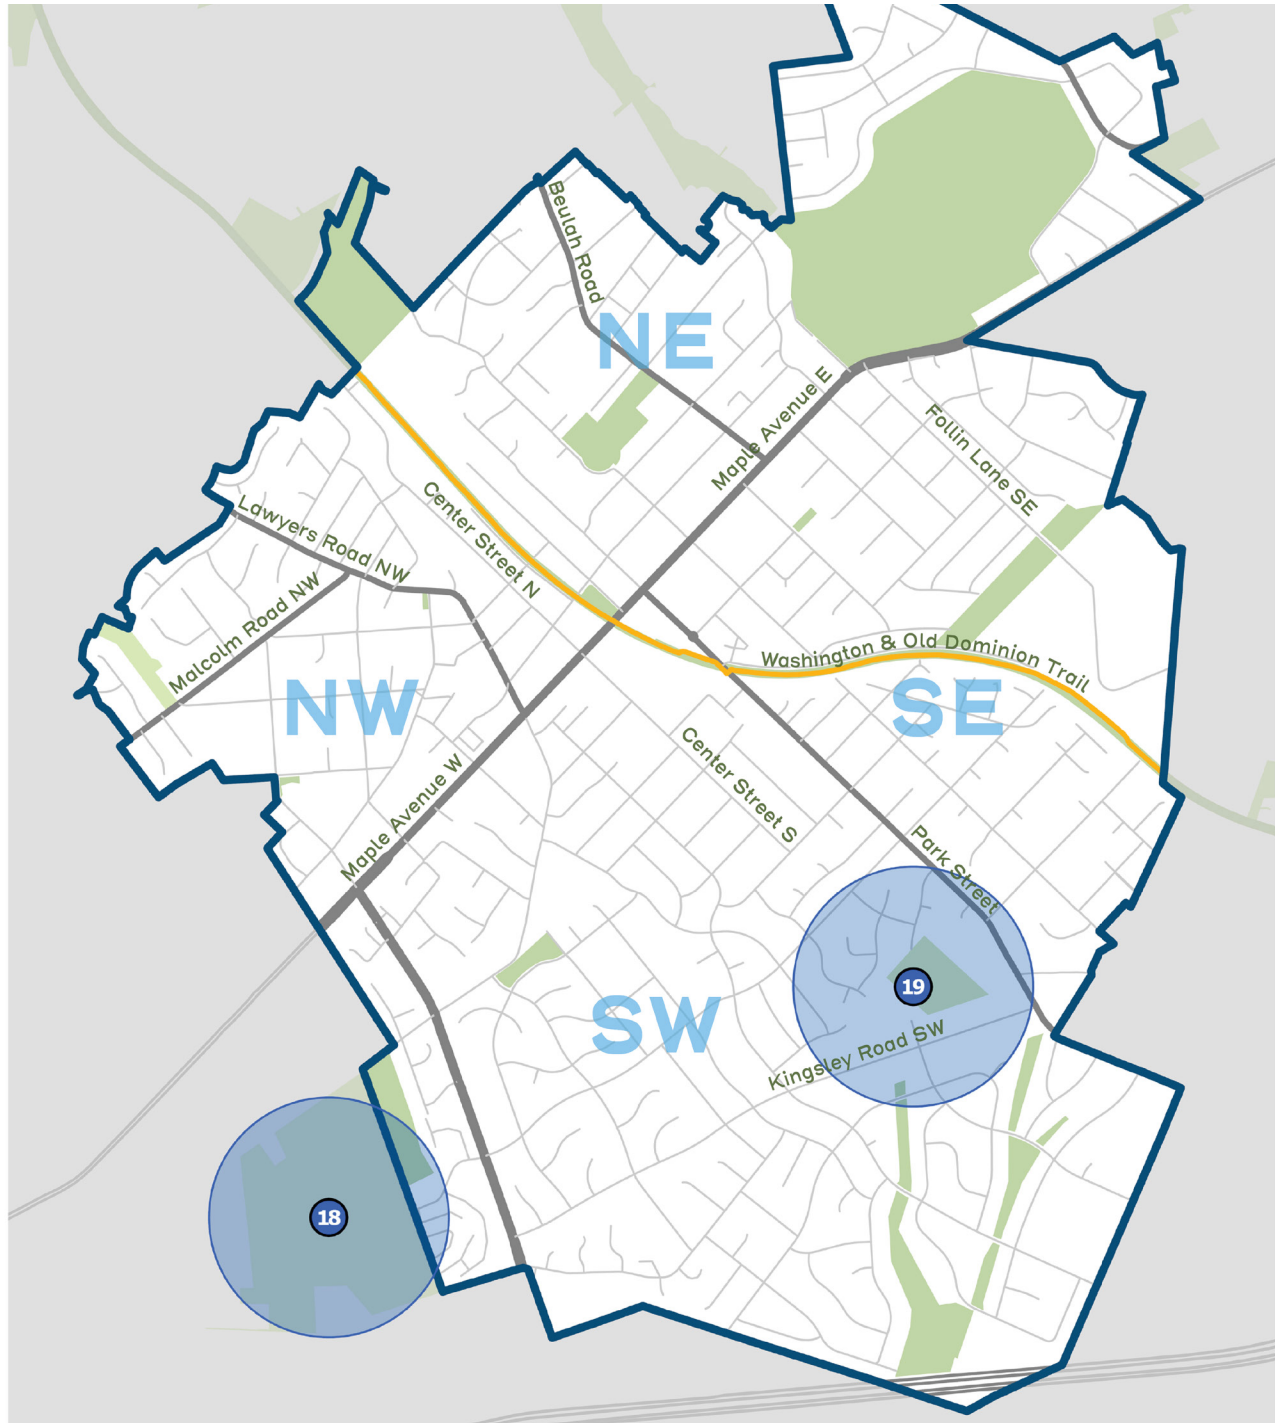 Beulah Road
NE
Maple Avenue E
Follin Lane SE
Center Street N
Lawyers Road NW
Malcolm Road NW
Washington & Old Dominion Trail
NW
SE
Center Street S
Maple Avenue W
Park Street
19
SW
Kingsley Road SW
18